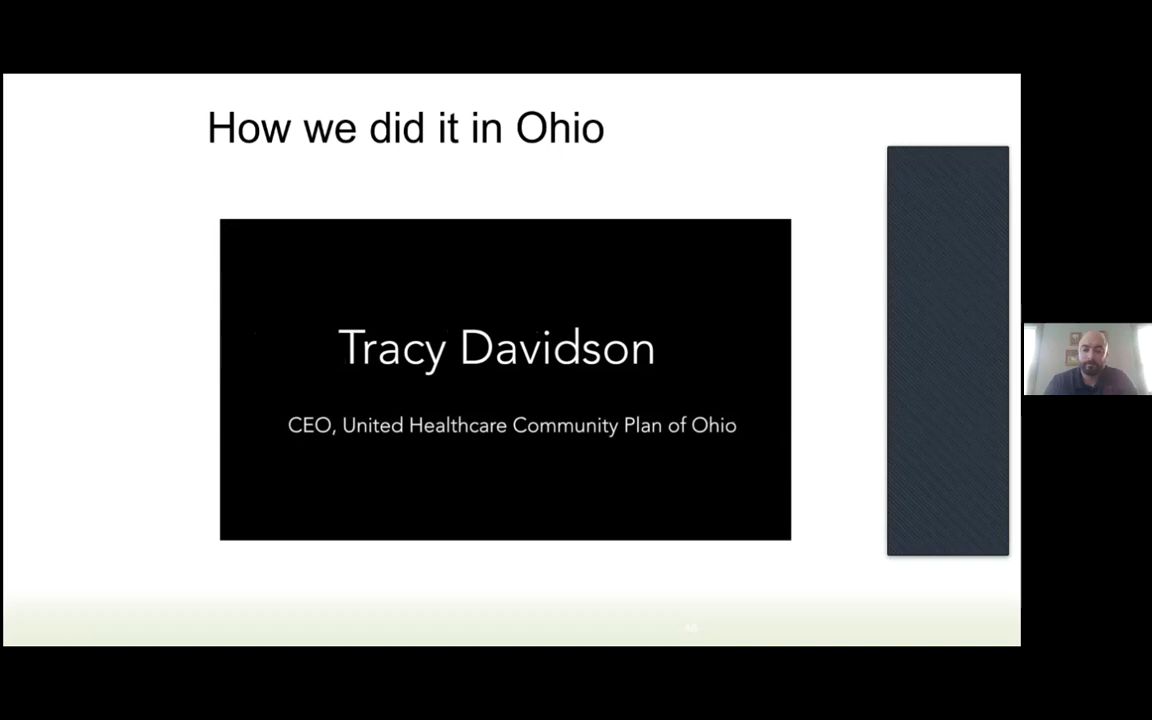 How we did it in Ohio
Tracy Davidson
CEO, United Healthcare Community Plan of Ohio